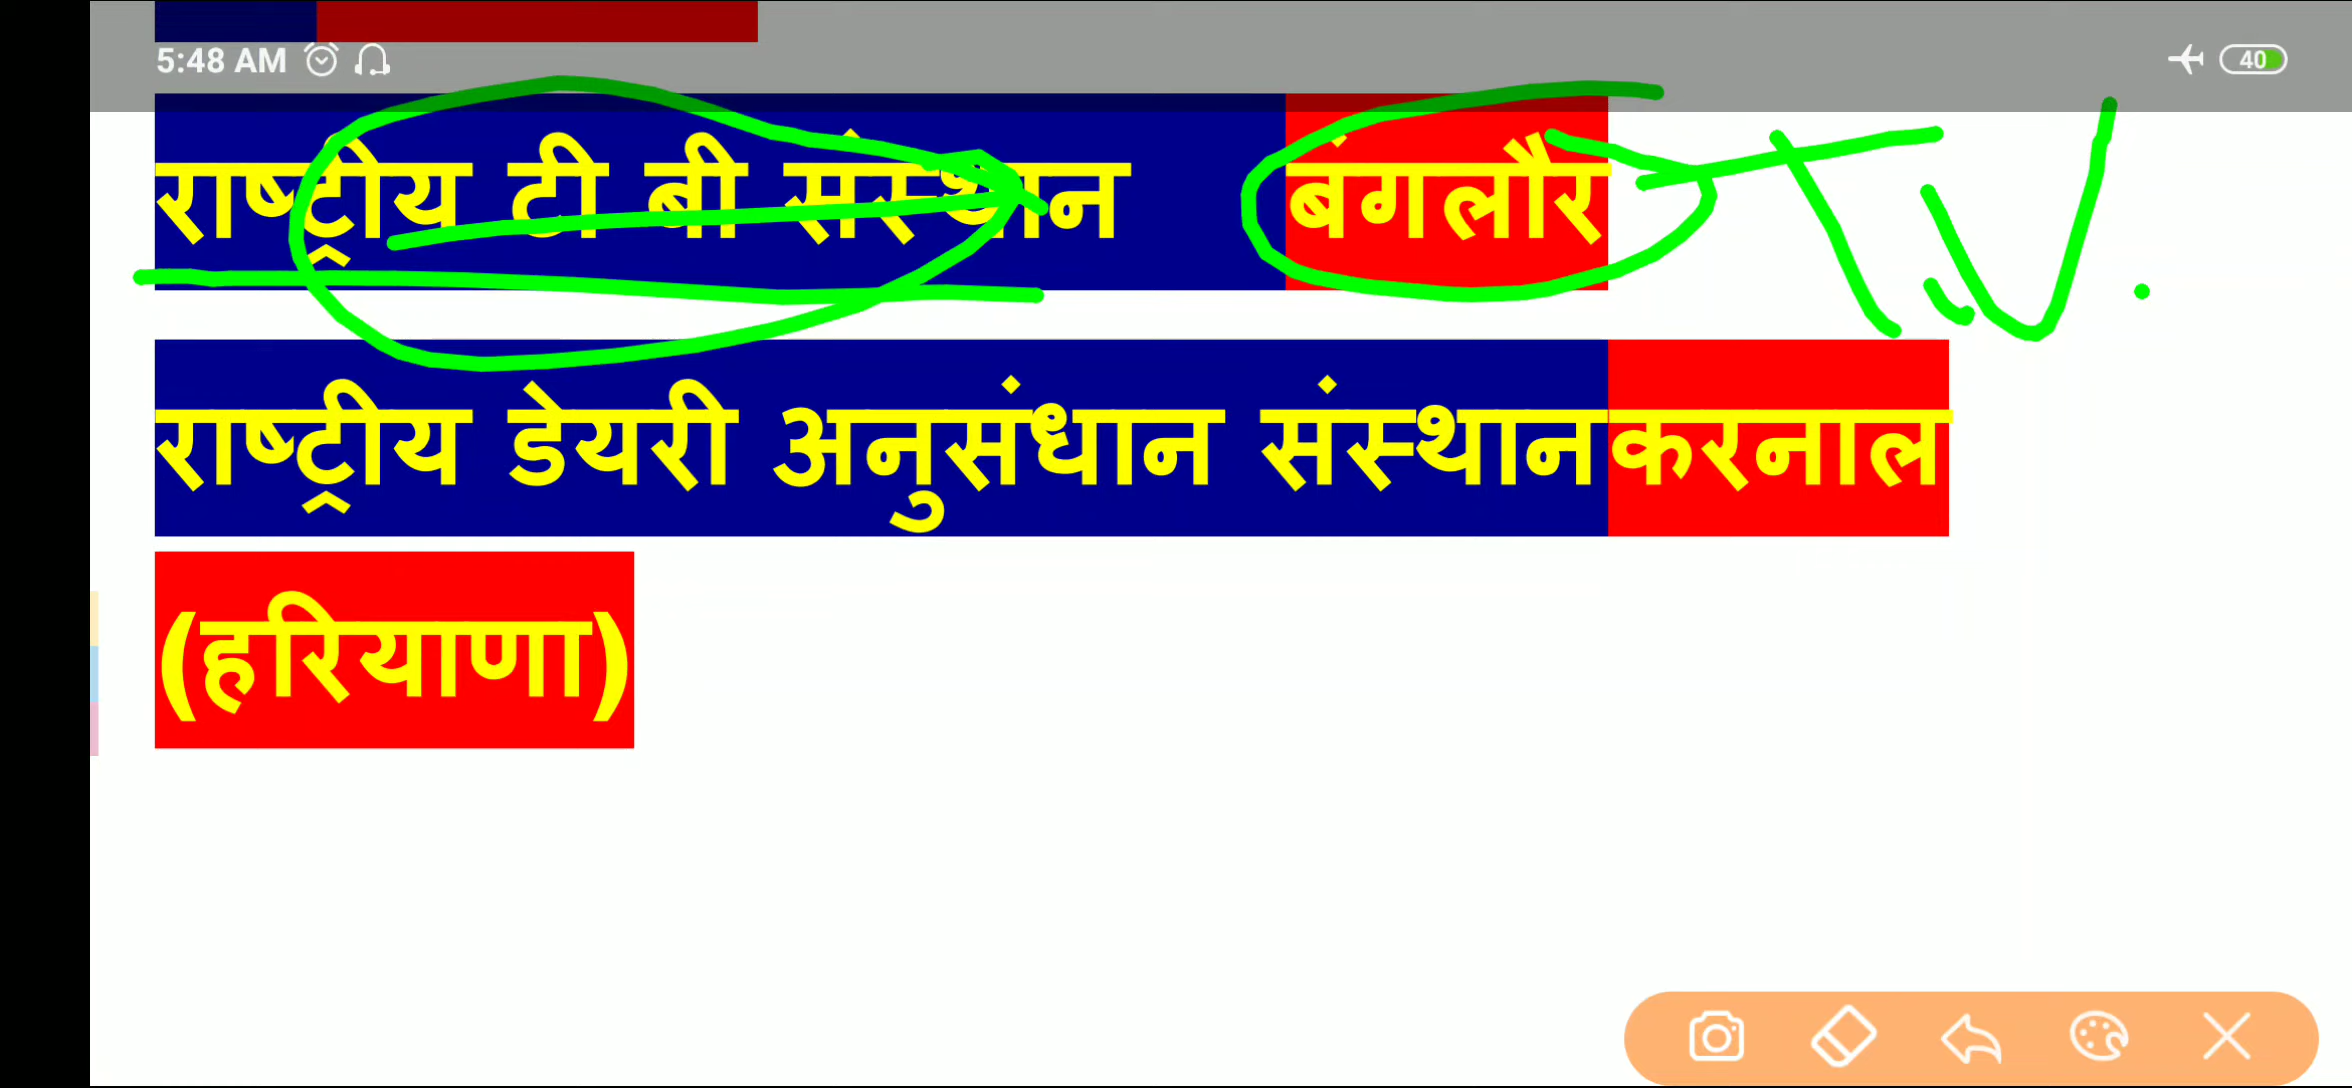 5:48 AM 40
राष्ट्रीय टी बी संस्थान बंगलौर T.V.
राष्ट्रीय डेयरी अनुसंधान संस्थान करनाल
(हरियाणा)